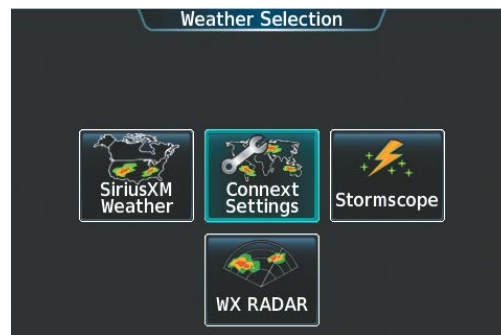 Weather Selection
SiriusXM
Weather
Connext
Settings
Stormscope
WX RADAR